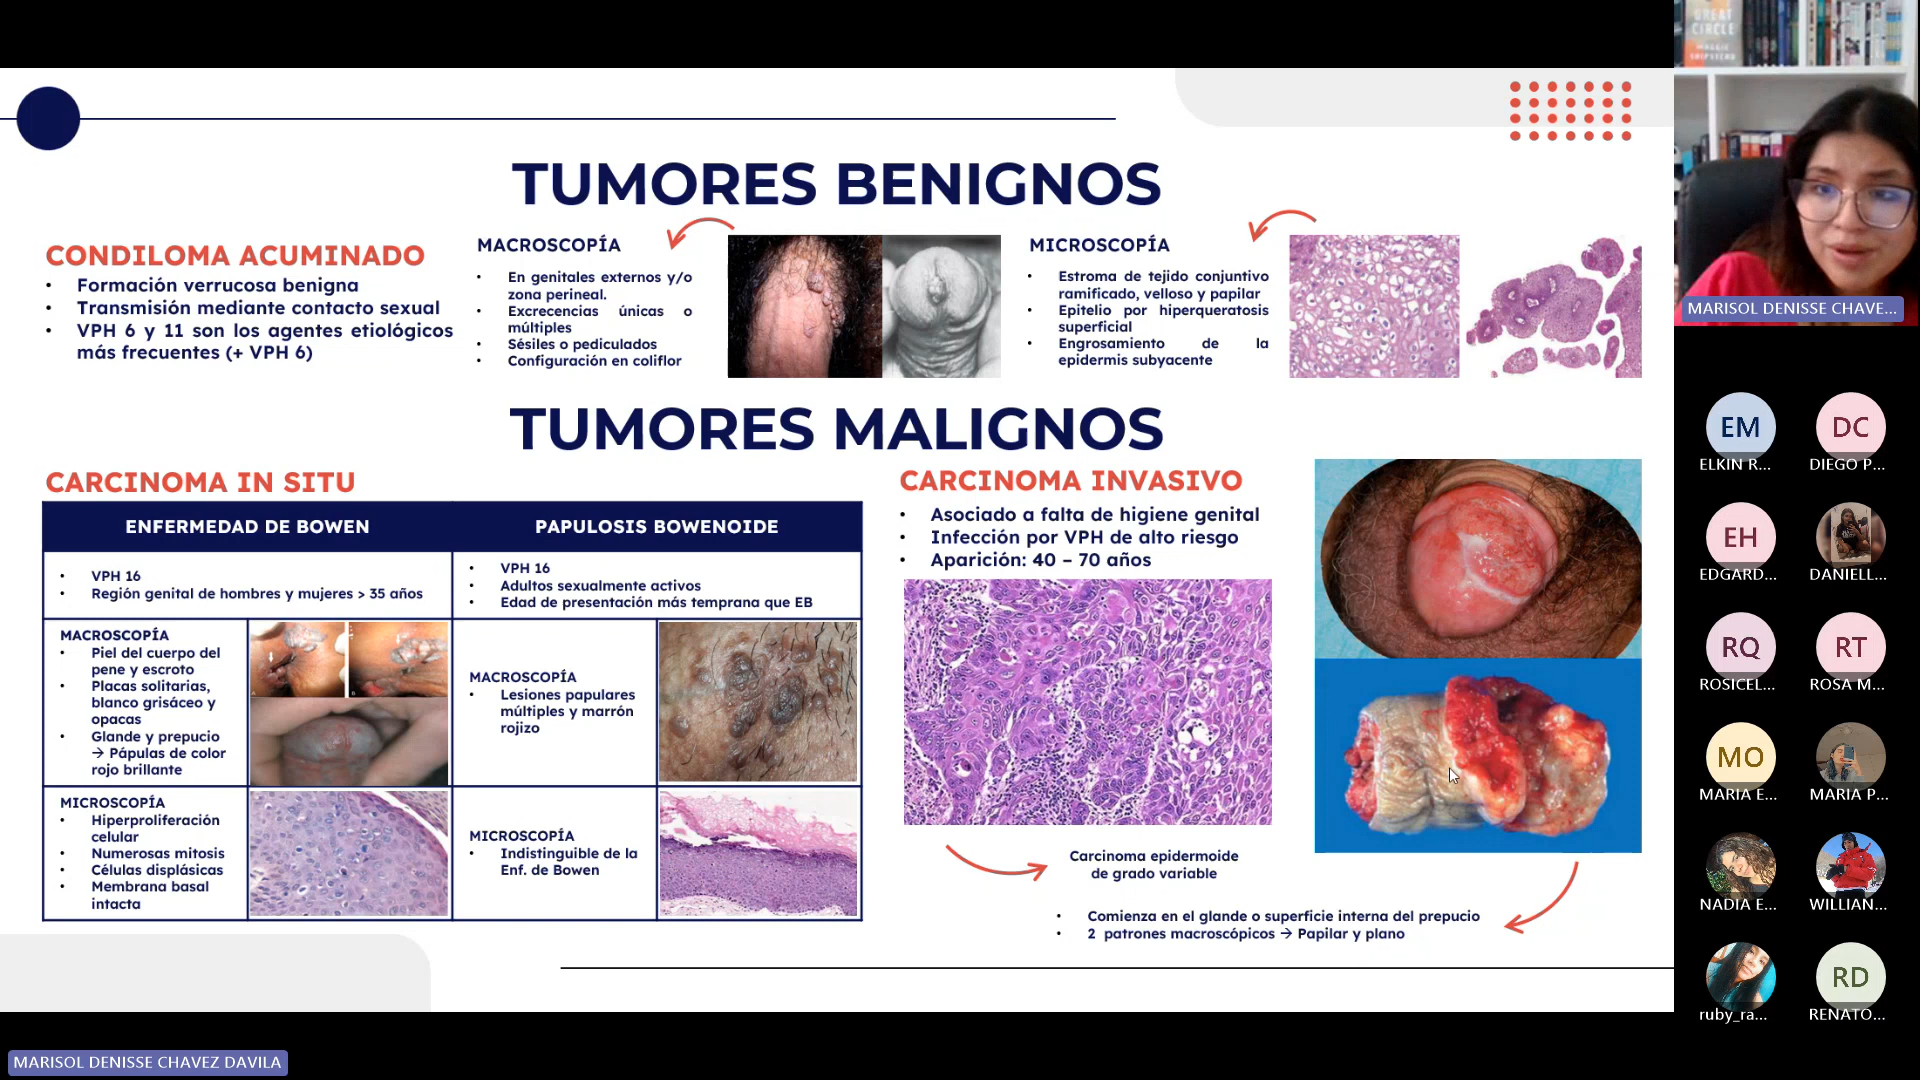 TUMORES BENIGNOS
CONDILOMA ACUMINADO
• Formación verrucosa benigna
• Transmisión mediante contacto sexual
• VPH 6 y 11 son los agentes etiológicos
más frecuentes (+ VPH 6)
MACROSCOPÍA
• En genitales externos y/o
zona perineal.
• Excrecencias únicas o
múltiples
• Sésiles o pediculados
• Configuración en coliflor
MICROSCOPÍA
• Estroma de tejido conjuntivo
ramificado, velloso y papilar
• Epitelio por hiperqueratosis
superficial
• Engrosamiento de la
epidermis subyacente
TUMORES MALIGNOS
CARCINOMA IN SITU
ENFERMEDAD DE BOWEN
PAPULOSIS BOWENOIDE
• VPH 16
• Región genital de hombres y mujeres > 35 años
• VPH 16
• Adultos sexualmente activos
• Edad de presentación más temprana que EB
MACROSCOPÍA
• Piel del cuerpo del
pene y escroto
• Placas solitarias,
blanco grisáceo y
opacas
• Glande y prepucio
→ Pápulas de color
rojo brillante
MACROSCOPÍA
• Lesiones papulares
múltiples y marrón
rojizo
MICROSCOPÍA
• Hiperproliferación
celular
• Numerosas mitosis
• Células displásicas
• Membrana basal
intacta
MICROSCOPÍA
• Indistinguible de la
Enf. de Bowen
CARCINOMA INVASIVO
• Asociado a falta de higiene genital
• Infección por VPH de alto riesgo
• Aparición: 40 – 70 años
Carcinoma epidermoide
de grado variable
• Comienza en el glande o superficie interna del prepucio
• 2 patrones macroscópicos → Papilar y plano
GREAT
CIRCLE
MAGGIE
SHIPSTEAD
MARISOL DENISSE CHAVE...
EM
ELKIN R...
DC
DIEGO P...
EH
EDGARD...
DANIELL...
RQ
ROSICEL...
RT
ROSA M...
MO
MARIA E...
MARIA P...
NADIA E...
WILLIAN...
ruby_ra...
RD
RENATO...
MARISOL DENISSE CHAVEZ DAVILA